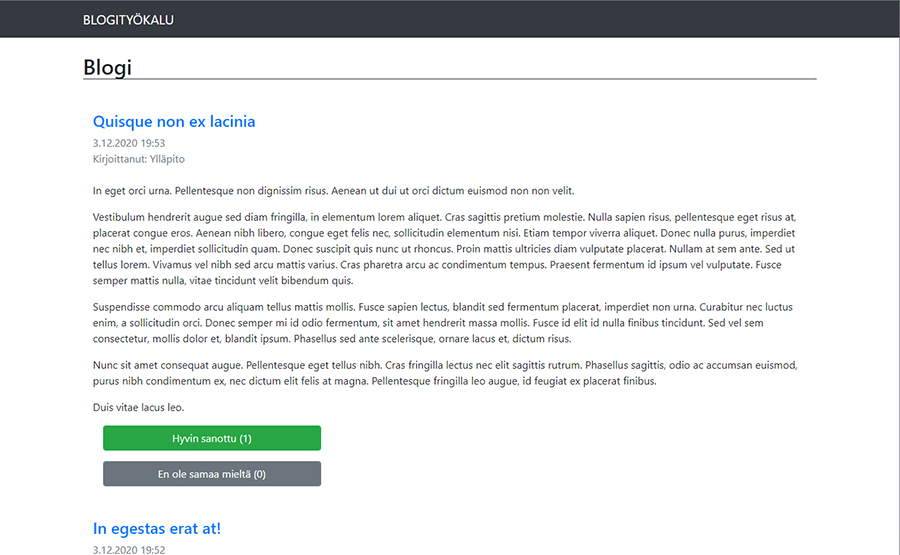 BLOGITYÖKALU
Blogi
Quisque non ex lacinia
3.12.2020 19:53
Kirjoittanut: Ylläpito
In eget orci urna. Pellentesque non dignissim risus. Aenean ut dui ut orci dictum euismod non non velit.
Vestibulum hendrerit augue sed diam fringilla, in elementum lorem aliquet. Cras sagittis pretium molestie. Nulla sapien risus, pellentesque eget risus at,
placerat congue eros. Aenean nibh libero, congue eget felis nec, sollicitudin elementum nisi. Etiam tempor viverra aliquet. Donec nulla purus, imperdiet
nec nibh et, imperdiet sollicitudin quam. Donec suscipit quis nunc ut rhoncus. Proin mattis ultricies diam vulputate placerat. Nullam at sem ante. Sed ut
tellus lorem. Vivamus vel nibh sed arcu mattis varius. Cras pharetra arcu ac condimentum tempus. Praesent fermentum id ipsum vel vulputate. Fusce
semper mattis nulla, vitae tincidunt velit bibendum quis.
Suspendisse commodo arcu aliquam tellus mattis mollis. Fusce sapien lectus, blandit sed fermentum placerat, imperdiet non urna. Curabitur nec luctus
enim, a sollicitudin orci. Donec semper mi id odio fermentum, sit amet hendrerit massa mollis. Fusce id elit id nulla finibus tincidunt. Sed vel sem
consectetur, mollis dolor et, blandit ipsum. Phasellus sed ante scelerisque, ornare lacus et, dictum risus.
Nunc sit amet consequat augue. Pellentesque eget tellus nibh. Cras fringilla lectus nec elit sagittis rutrum. Phasellus sagittis, odio ac accumsan euismod,
purus nibh condimentum ex, nec dictum elit felis at magna. Pellentesque fringilla leo augue, id feugiat ex placerat finibus.
Duis vitae lacus leo.
Hyvin sanottu (1)
En ole samaa mieltä (0)
In egestas erat at!
3.12.2020 19:52